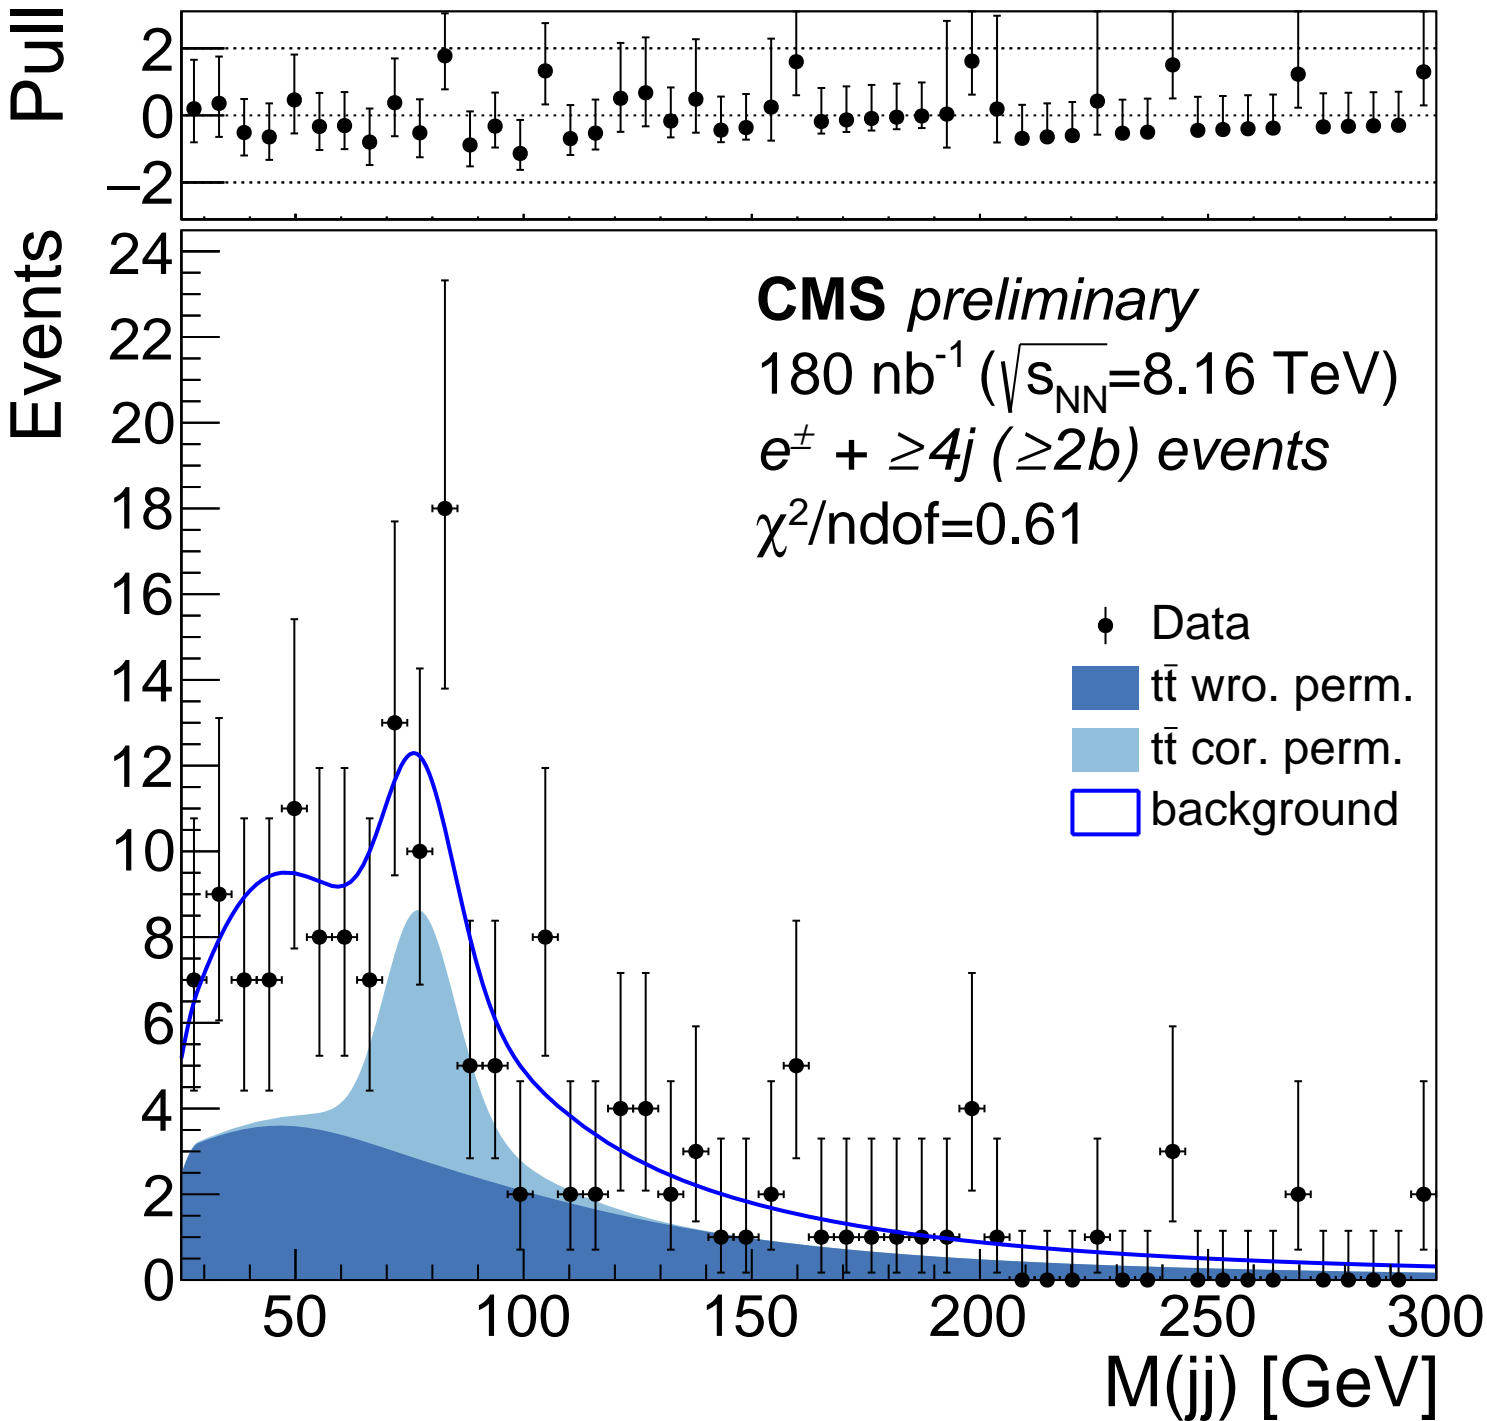 Pull
2
0
−2
Events
24
22
20
18
16
14
12
10
8
6
4
2
0
CMS preliminary
180 nb⁻¹ (√s_NN=8.16 TeV)
e± + ≥4j (≥2b) events
χ²/ndof=0.61
Data
tt̄ wro. perm.
tt̄ cor. perm.
background
50 100 150 200 250 300
M(jj) [GeV]